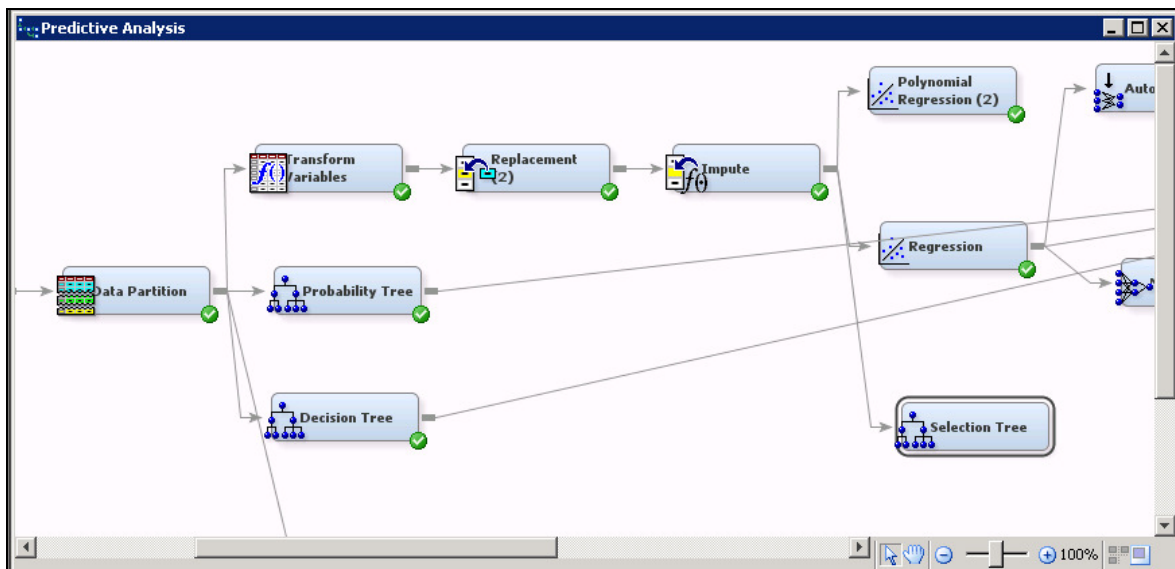 Predictive Analysis
Polynomial
Regression (2)
Auto
Transform
Variables
Replacement
(2)
Impute
Regression
Data Partition
Probability Tree
Decision Tree
Selection Tree
100%